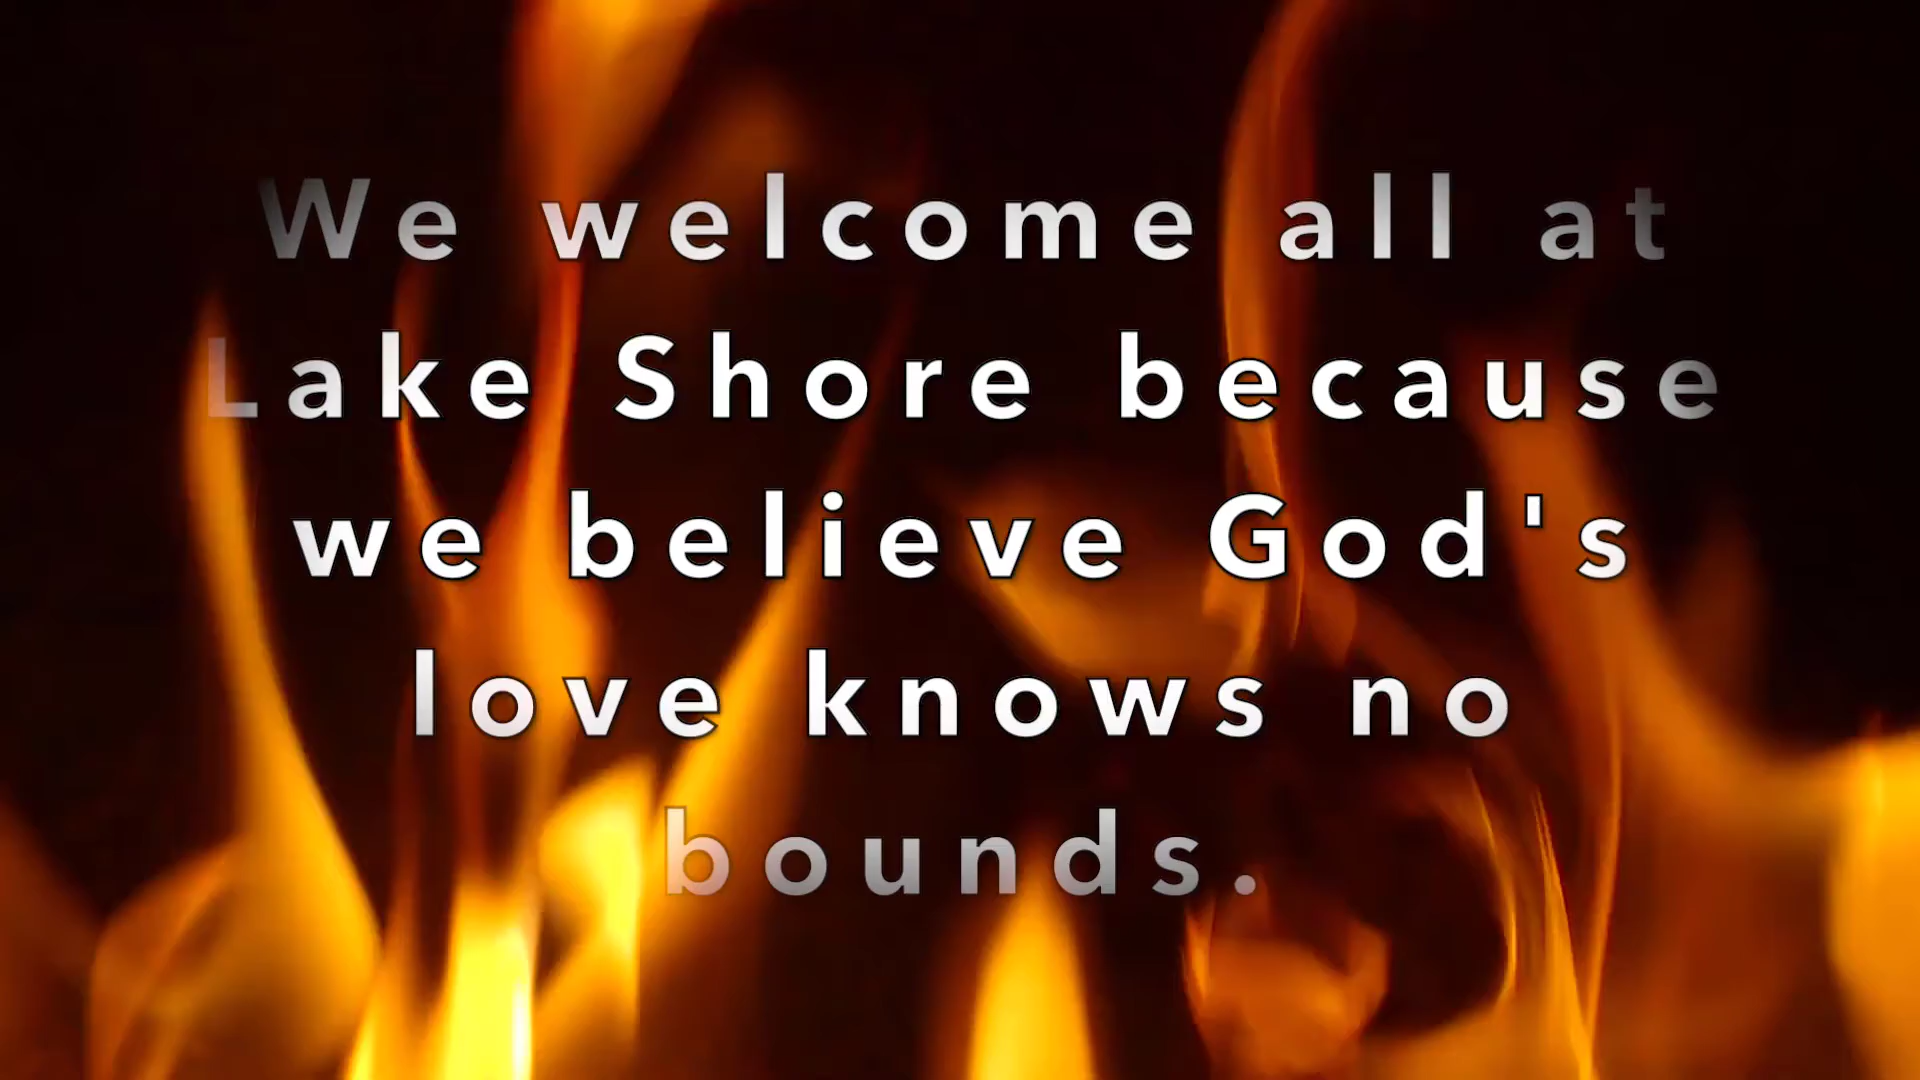 We welcome all at
Lake Shore because
we believe God's
love knows no
bounds.